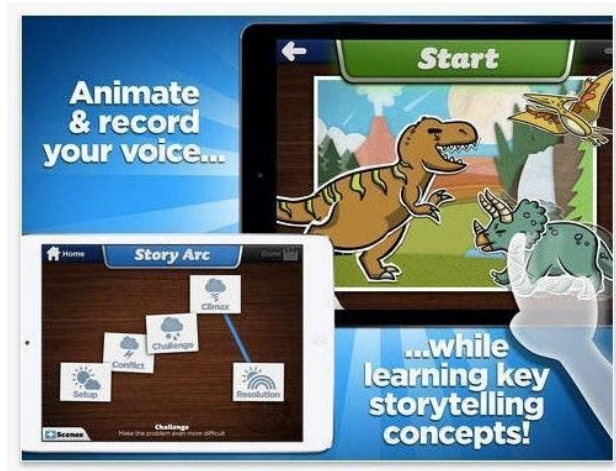 Animate
& record
your voice...
Start
Home
Story Arc
Done
Climax
Challenge
Conflict
Setup
Resolution
Challenge
Make the problem even more difficult
Scenes
...while
learning key
storytelling
concepts!